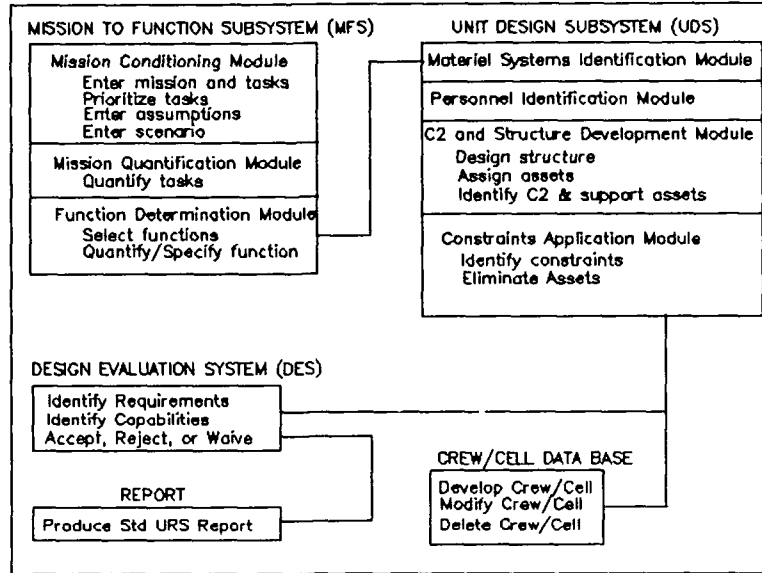 MISSION TO FUNCTION SUBSYSTEM (MFS)
Mission Conditioning Module
Enter mission and tasks
Prioritize tasks
Enter assumptions
Enter scenario
Mission Quantification Module
Quantify tasks
Function Determination Module
Select functions
Quantify/Specify function
UNIT DESIGN SUBSYSTEM (UDS)
Materiel Systems Identification Module
Personnel Identification Module
C2 and Structure Development Module
Design structure
Assign assets
Identify C2 & support assets
Constraints Application Module
Identify constraints
Eliminate Assets
DESIGN EVALUATION SYSTEM (DES)
Identify Requirements
Identify Capabilities
Accept, Reject, or Waive
REPORT
Produce Std URS Report
CREW/CELL DATA BASE
Develop Crew/Cell
Modify Crew/Cell
Delete Crew/Cell